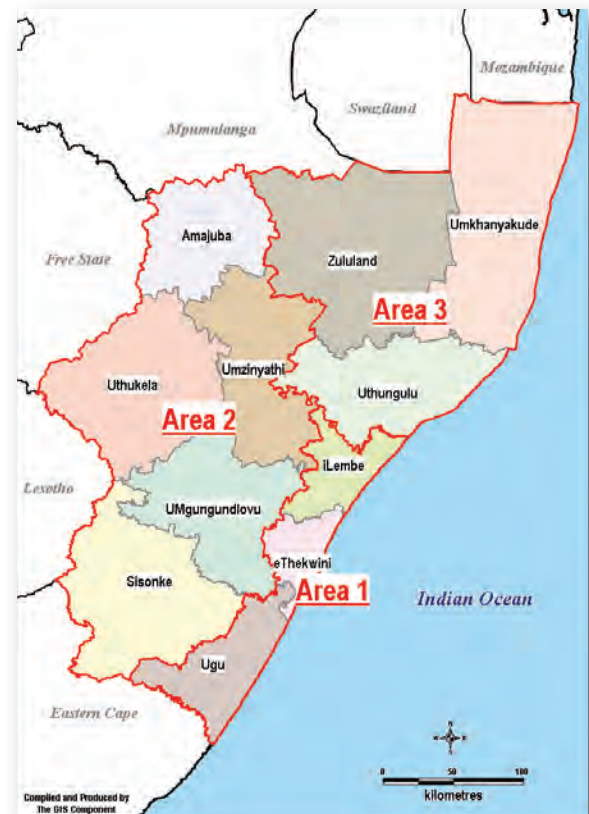 Mozambique
Swaziland
Mpumalanga
Umkhanyakude
Amajuba
Free State
Zululand
Area 3
Umzinyathi
Uthukela
Uthungulu
Area 2
iLembe
Lesotho
UMgungundlovu
eThekwini
Sisonke
Area 1
Indian Ocean
Ugu
Eastern Cape
N
W
E
S
0 50 100
kilometres
Compiled and Produced by
The GIS Component